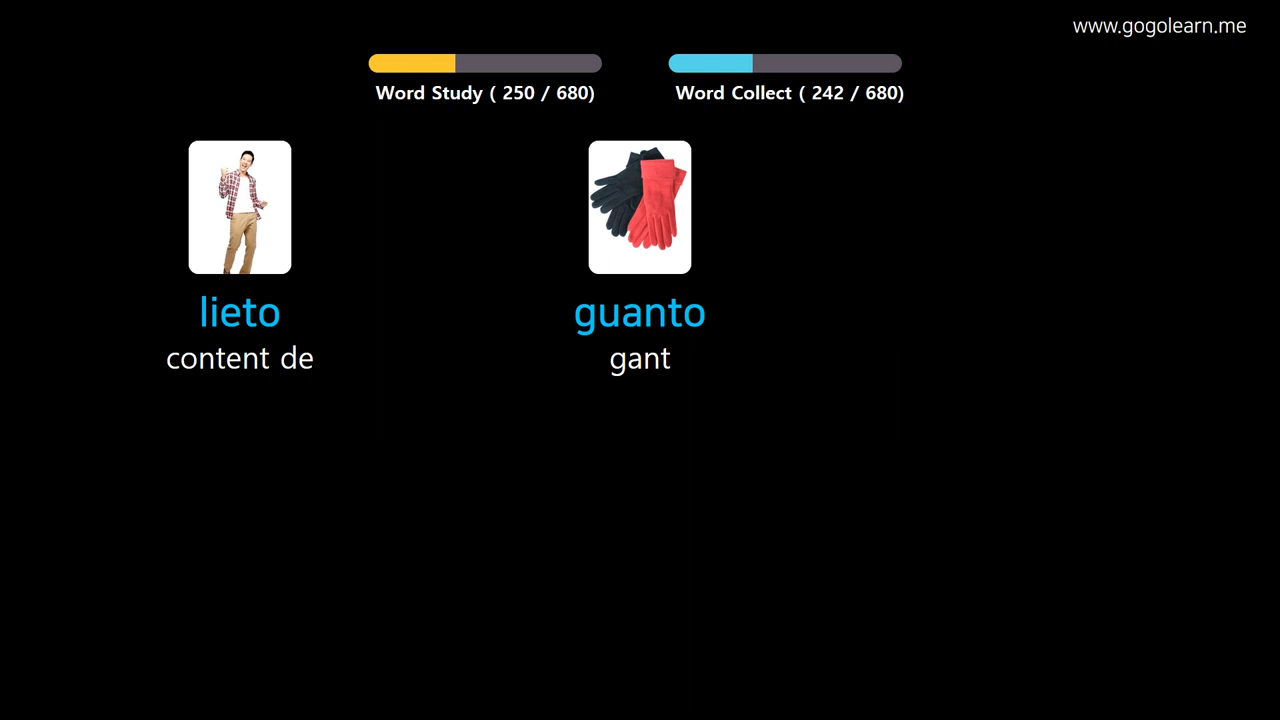 www.gogolearn.me
Word Study ( 250 / 680)
Word Collect ( 242 / 680)
lieto
content de
guanto
gant